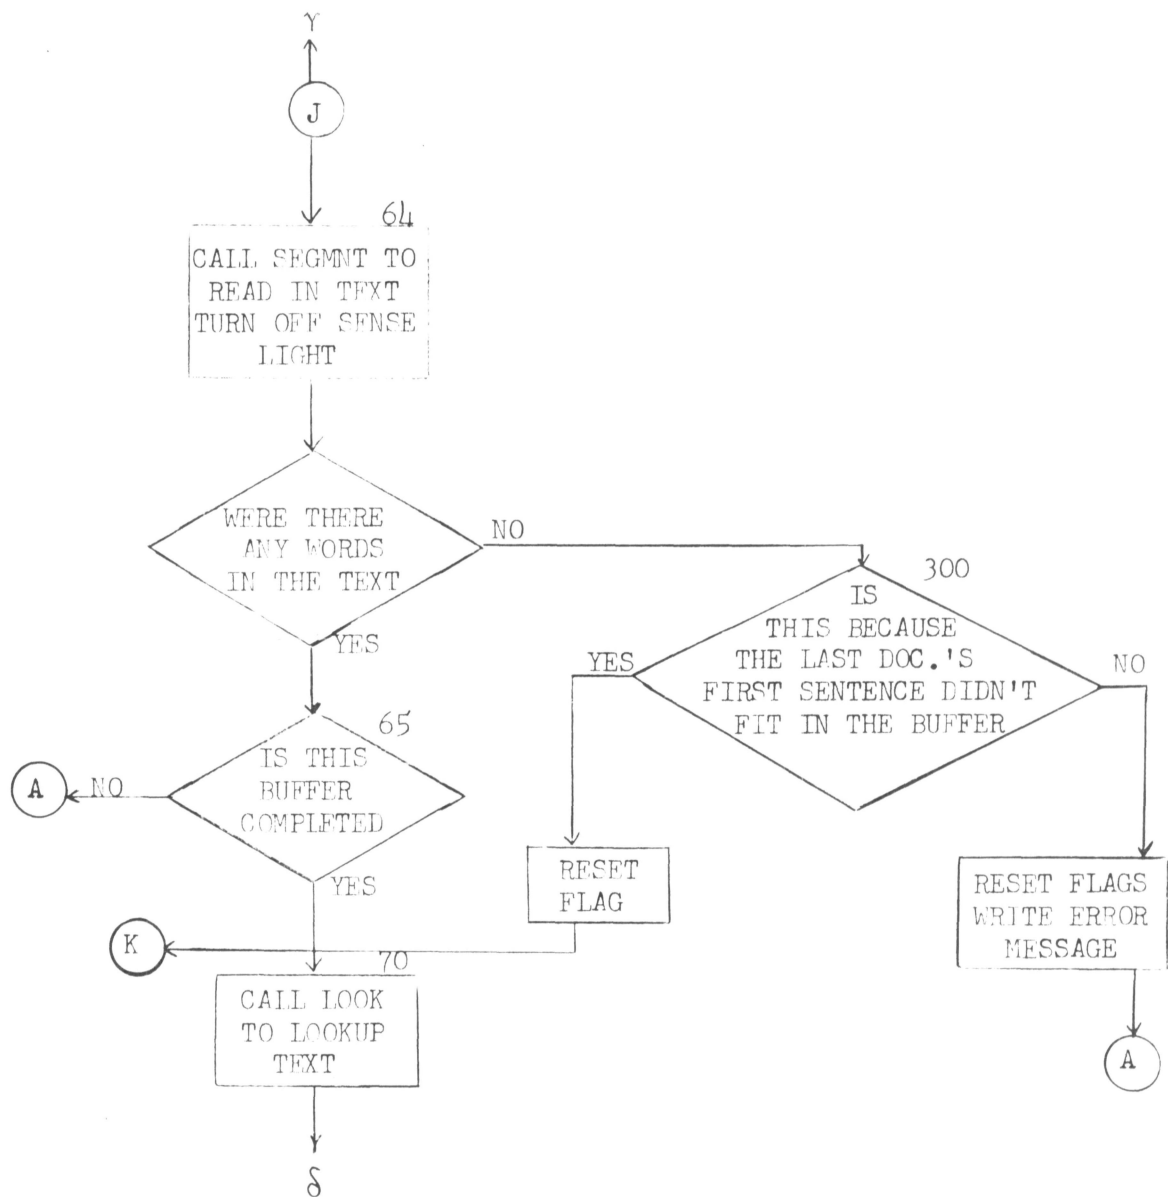 γ
J
64
CALL SEGMNT TO
READ IN TEXT
TURN OFF SENSE
LIGHT
WERE THERE
ANY WORDS
IN THE TEXT
NO
YES
300
IS
THIS BECAUSE
THE LAST DOC.'S
FIRST SENTENCE DIDN'T
FIT IN THE BUFFER
YES
NO
65
IS THIS
BUFFER
COMPLETED
NO
A
YES
RESET
FLAG
K
RESET FLAGS
WRITE ERROR
MESSAGE
A
70
CALL LOOK
TO LOOKUP
TEXT
δ